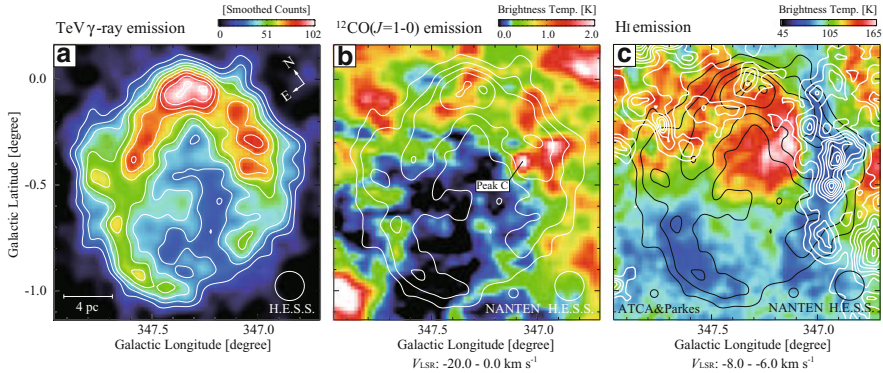 TeV γ-ray emission
[Smoothed Counts]
0 51 102
a
N
E
0.0
-0.5
-1.0
Galactic Latitude [degree]
4 pc
H.E.S.S.
347.5 347.0
Galactic Longitude [degree]
¹²CO(J=1-0) emission
Brightness Temp. [K]
0.0 1.0 2.0
b
Peak C
NANTEN H.E.S.S.
347.5 347.0
Galactic Longitude [degree]
VLSR: -20.0 - 0.0 km s⁻¹
HI emission
Brightness Temp. [K]
45 105 165
c
ATCA&Parkes NANTEN H.E.S.S.
347.5 347.0
Galactic Longitude [degree]
VLSR: -8.0 - -6.0 km s⁻¹